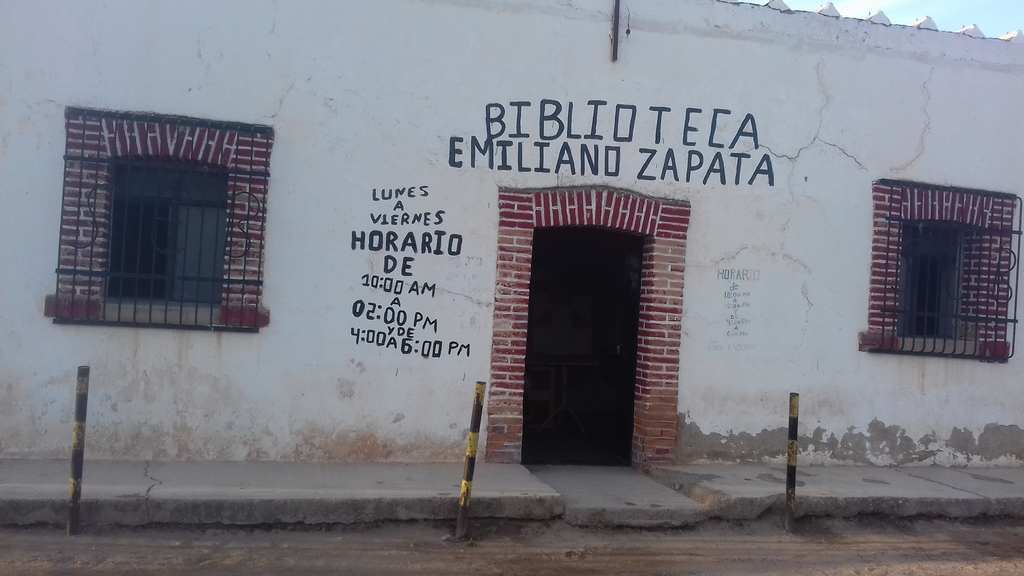 BIBLIOTECA
EMILIANO ZAPATA
LUNES
A
VIERNES
HORARIO
DE
10:00 AM
A
02:00 PM
Y DE
4:00 A 6:00 PM
HORARIO
de